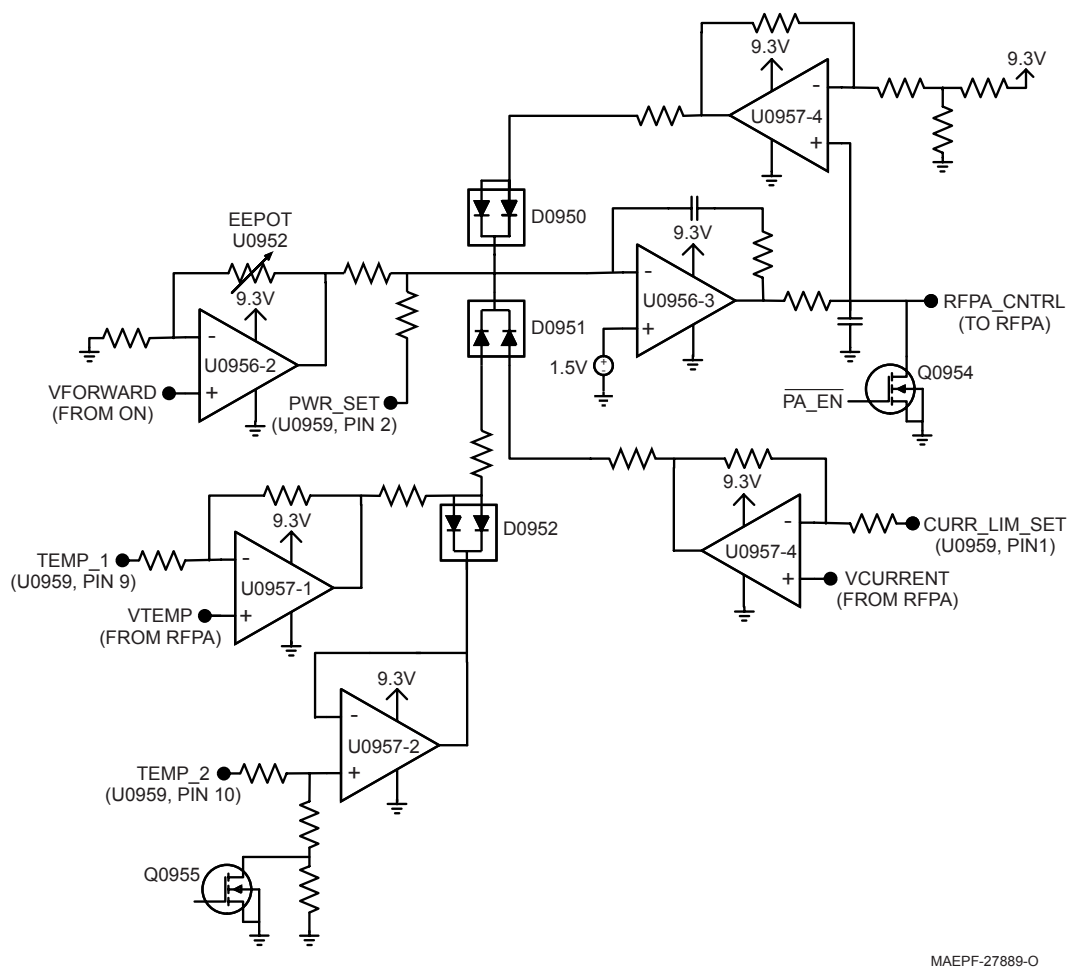 9.3V
9.3V
U0957-4
-
+
D0950
EEPOT
U0952
9.3V
-
U0956-2
+
VFORWARD
(FROM ON)
PWR_SET
(U0959, PIN 2)
9.3V
-
U0956-3
+
1.5V
+
-
D0951
RFPA_CNTRL
(TO RFPA)
Q0954
PA_EN
9.3V
-
U0957-4
+
CURR_LIM_SET
(U0959, PIN1)
VCURRENT
(FROM RFPA)
D0952
9.3V
-
U0957-1
+
TEMP_1
(U0959, PIN 9)
VTEMP
(FROM RFPA)
9.3V
-
U0957-2
+
TEMP_2
(U0959, PIN 10)
Q0955
MAEPF-27889-O